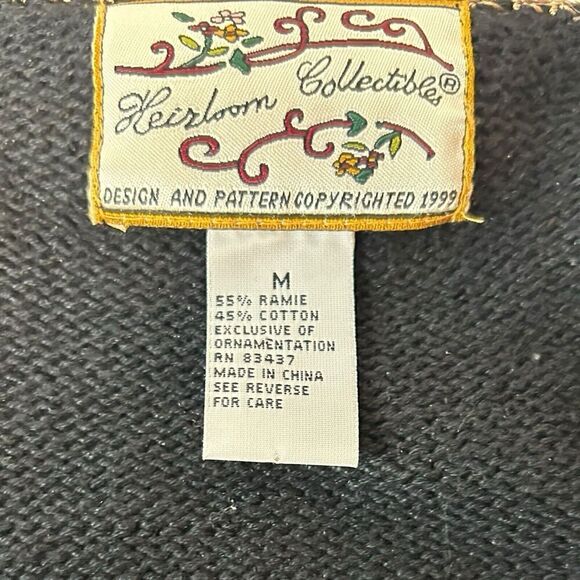 Heirloom Collectibles®
DESIGN AND PATTERN COPYRIGHTED 1999
M
55% RAMIE
45% COTTON
EXCLUSIVE OF
ORNAMENTATION
RN 83437
MADE IN CHINA
SEE REVERSE
FOR CARE